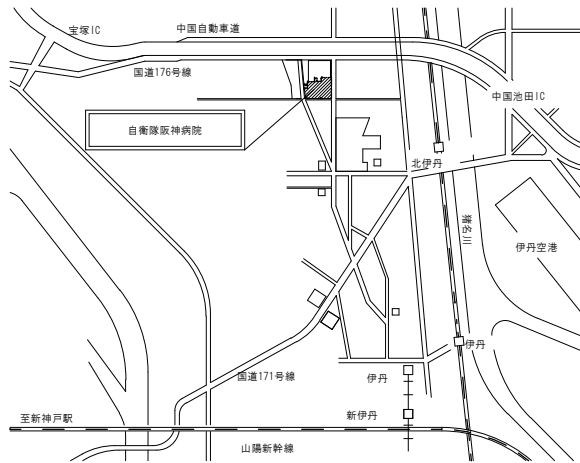 宝塚IC
中国自動車道
国道176号線
中国池田IC
自衛隊阪神病院
北伊丹
猪名川
伊丹空港
伊丹
国道171号線
伊丹
至新神戸駅
新伊丹
山陽新幹線